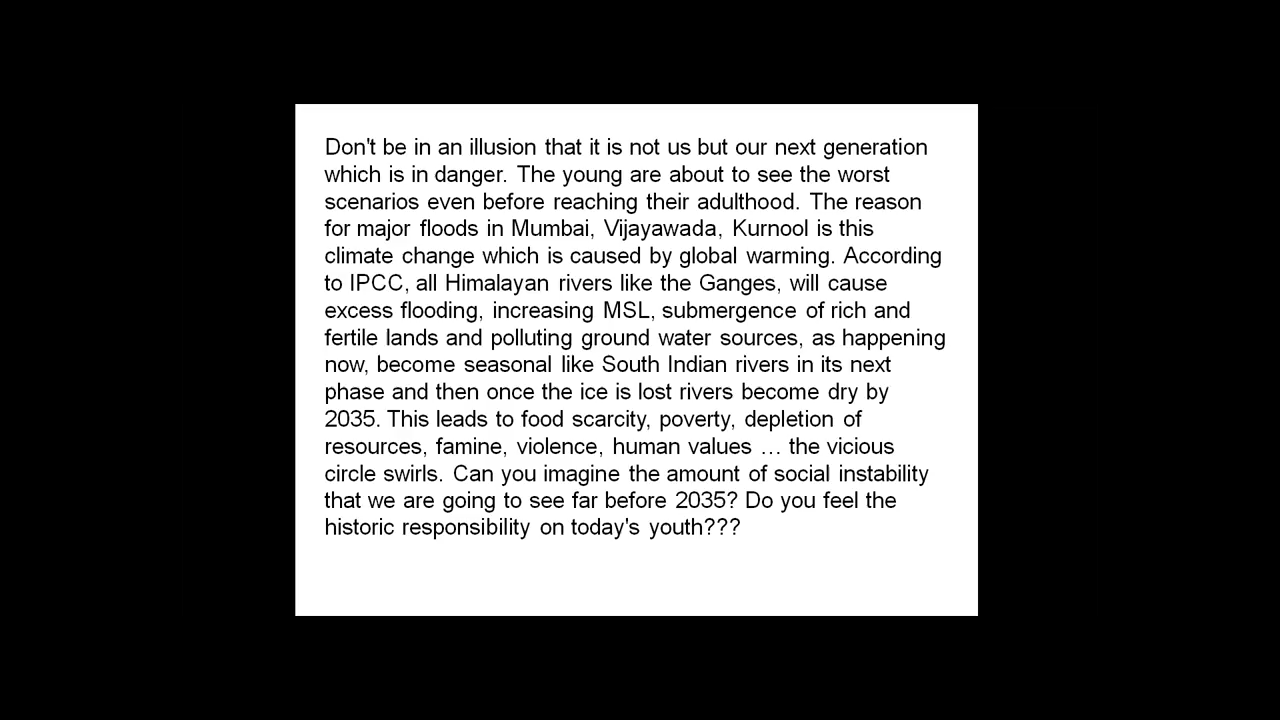 Don't be in an illusion that it is not us but our next generation
which is in danger. The young are about to see the worst
scenarios even before reaching their adulthood. The reason
for major floods in Mumbai, Vijayawada, Kurnool is this
climate change which is caused by global warming. According
to IPCC, all Himalayan rivers like the Ganges, will cause
excess flooding, increasing MSL, submergence of rich and
fertile lands and polluting ground water sources, as happening
now, become seasonal like South Indian rivers in its next
phase and then once the ice is lost rivers become dry by
2035. This leads to food scarcity, poverty, depletion of
resources, famine, violence, human values … the vicious
circle swirls. Can you imagine the amount of social instability
that we are going to see far before 2035? Do you feel the
historic responsibility on today's youth???